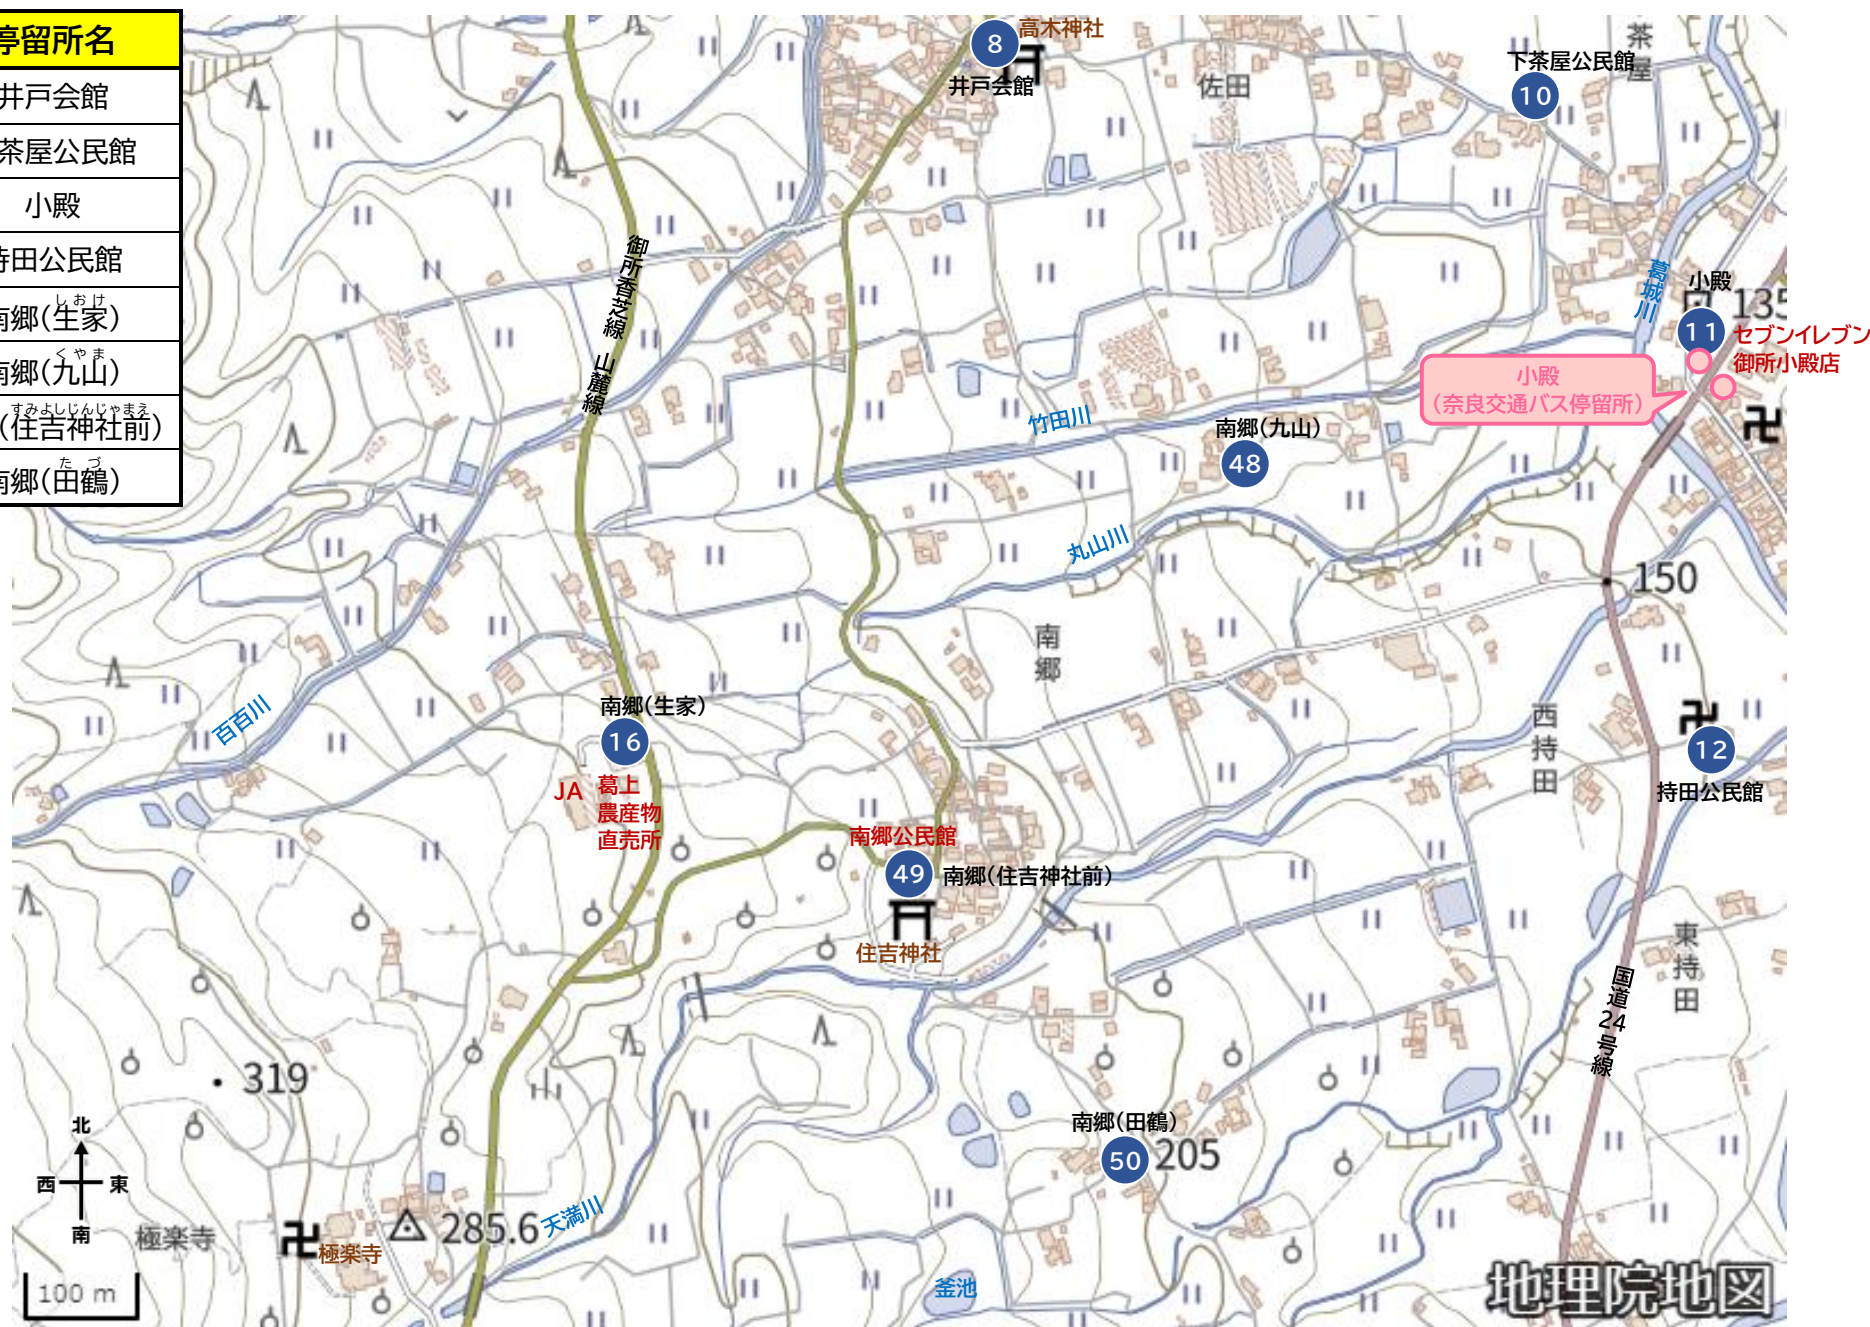 停留所名
井戸会館
茶屋公民館
小殿
持田公民館
南郷(生家)
しおけ
南郷(九山)
くやま
(住吉神社前)
すみよしじんじゃまえ
南郷(田鶴)
たづ
8
高木神社
井戸会館
佐田
下茶屋公民館
10
茶屋
御所香芝線 山麓線
葛城川
小殿
135
11
セブンイレブン
御所小殿店
小殿
(奈良交通バス停留所)
竹田川
南郷(九山)
48
丸山川
150
南郷
百百川
南郷(生家)
16
JA 葛上
農産物
直売所
西持田
12
持田公民館
南郷公民館
49
南郷(住吉神社前)
住吉神社
東持田
国道24号線
319
南郷(田鶴)
50
205
北
西
東
南
極楽寺
極楽寺
285.6
天満川
釜池
100 m
地理院地図